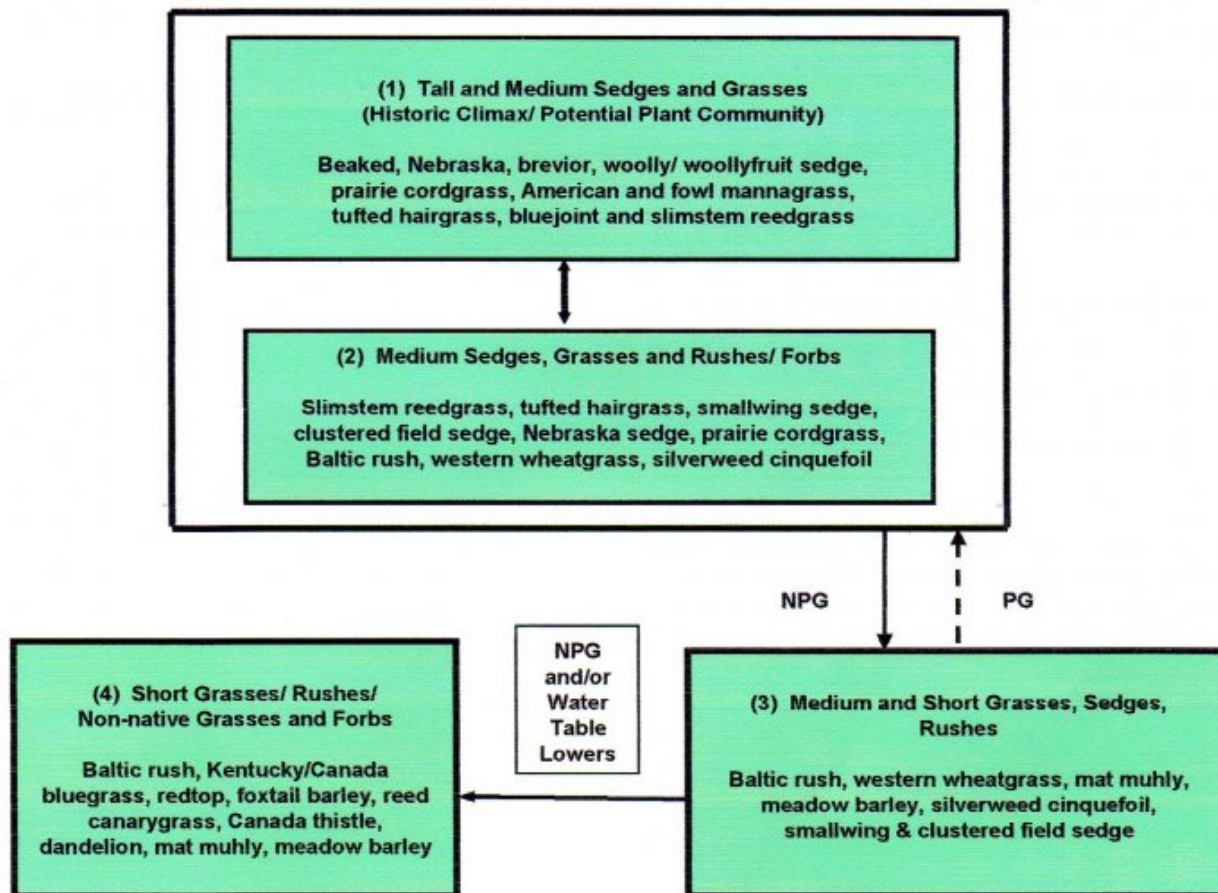 (1) Tall and Medium Sedges and Grasses
(Historic Climax/ Potential Plant Community)
Beaked, Nebraska, brevior, woolly/ woollyfruit sedge,
prairie cordgrass, American and fowl mannagrass,
tufted hairgrass, bluejoint and slimstem reedgrass
(2) Medium Sedges, Grasses and Rushes/ Forbs
Slimstem reedgrass, tufted hairgrass, smallwing sedge,
clustered field sedge, Nebraska sedge, prairie cordgrass,
Baltic rush, western wheatgrass, silverweed cinquefoil
NPG
PG
(3) Medium and Short Grasses, Sedges,
Rushes
Baltic rush, western wheatgrass, mat muhly,
meadow barley, silverweed cinquefoil,
smallwing & clustered field sedge
NPG
and/or
Water
Table
Lowers
(4) Short Grasses/ Rushes/
Non-native Grasses and Forbs
Baltic rush, Kentucky/Canada
bluegrass, redtop, foxtail barley, reed
canarygrass, Canada thistle,
dandelion, mat muhly, meadow barley